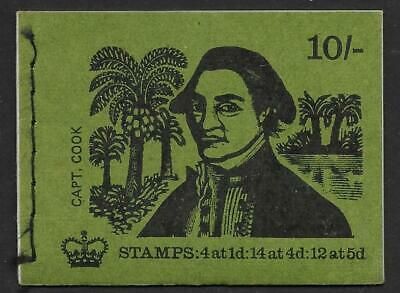 10/-
CAPT. COOK
STAMPS:4 at 1d:14 at 4d:12 at 5d